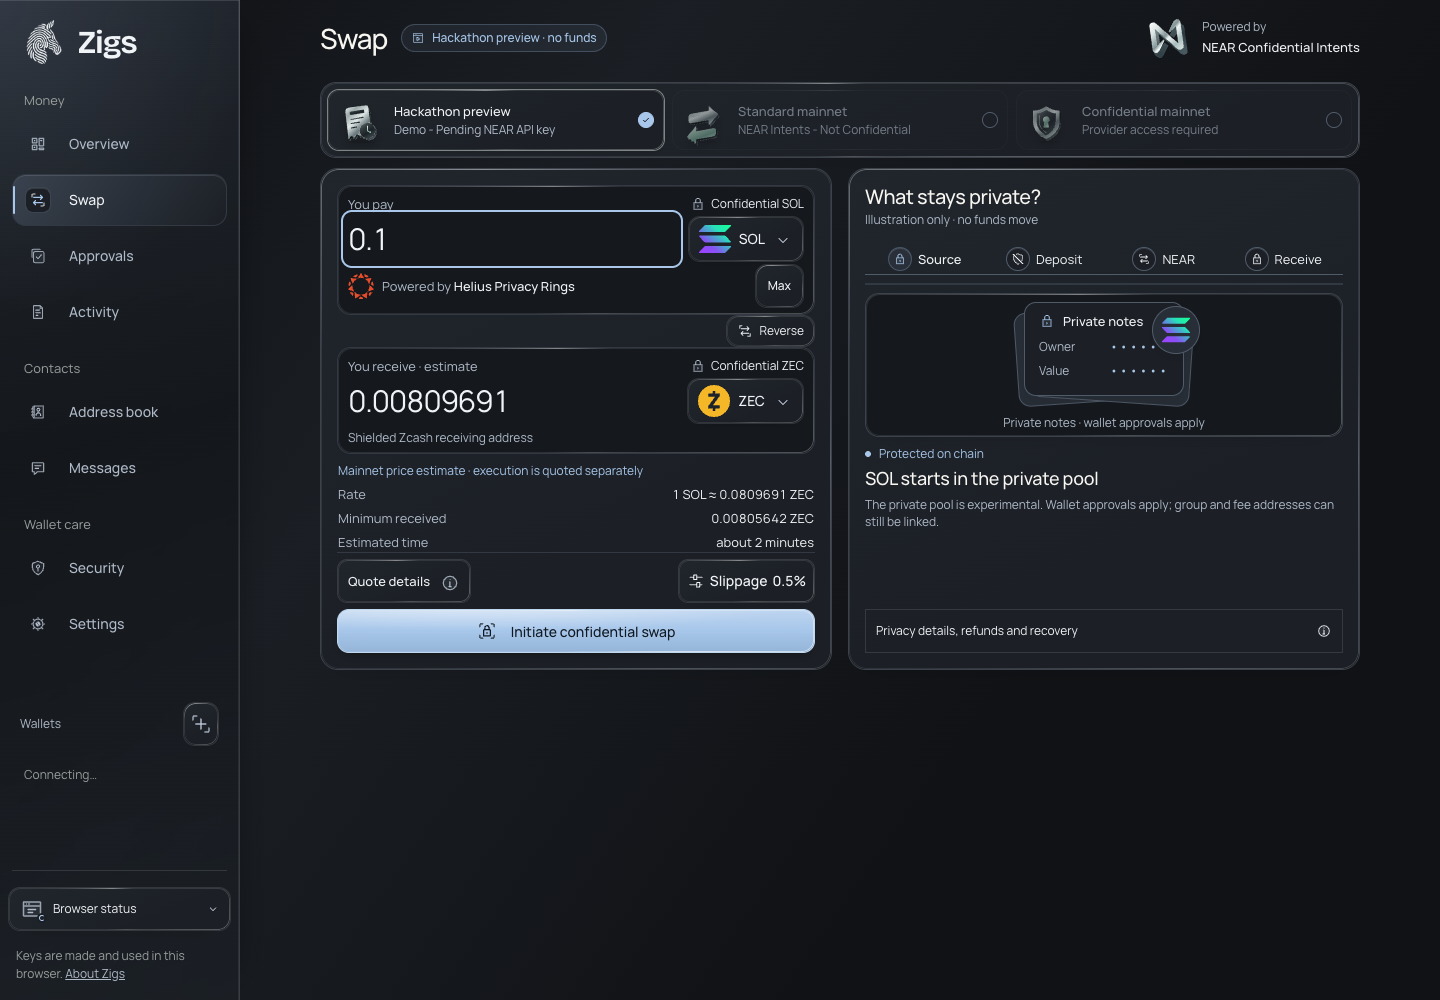 Zigs
Money
Overview
Swap
Approvals
Activity
Contacts
Address book
Messages
Wallet care
Security
Settings
Wallets
Connecting...
Browser status
Keys are made and used in this
browser. About Zigs
Swap
Hackathon preview · no funds
Powered by
NEAR Confidential Intents
Hackathon preview
Demo - Pending NEAR API key
Standard mainnet
NEAR Intents - Not Confidential
Confidential mainnet
Provider access required
You pay
Confidential SOL
0.1
SOL
Powered by Helius Privacy Rings
Max
Reverse
You receive · estimate
Confidential ZEC
0.00809691
ZEC
Shielded Zcash receiving address
Mainnet price estimate · execution is quoted separately
Rate
1 SOL ≈ 0.0809691 ZEC
Minimum received
0.00805642 ZEC
Estimated time
about 2 minutes
Quote details
Slippage 0.5%
Initiate confidential swap
What stays private?
Illustration only · no funds move
Source
Deposit
NEAR
Receive
Private notes
Owner
Value
Private notes · wallet approvals apply
Protected on chain
SOL starts in the private pool
The private pool is experimental. Wallet approvals apply; group and fee addresses can
still be linked.
Privacy details, refunds and recovery